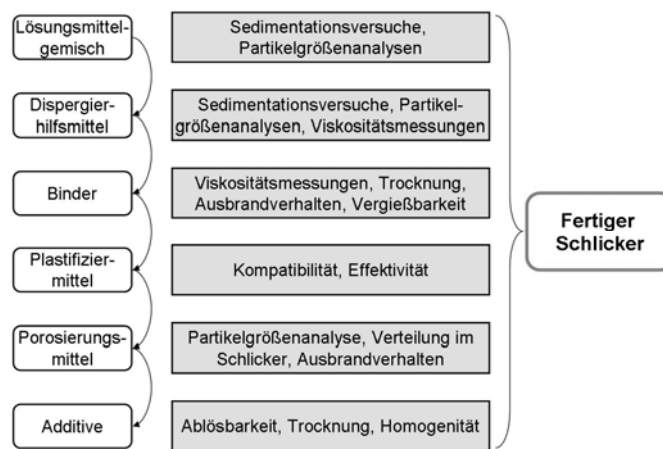 Lösungsmittel-
gemisch
Sedimentationsversuche,
Partikelgrößenanalysen
Dispergier-
hilfsmittel
Sedimentationsversuche, Partikel-
größenanalysen, Viskositätsmessungen
Binder
Viskositätsmessungen, Trocknung,
Ausbrandverhalten, Vergießbarkeit
Plastifizier-
mittel
Kompatibilität, Effektivität
Porosierungs-
mittel
Partikelgrößenanalyse, Verteilung im
Schlicker, Ausbrandverhalten
Additive
Ablösbarkeit, Trocknung, Homogenität
Fertiger
Schlicker